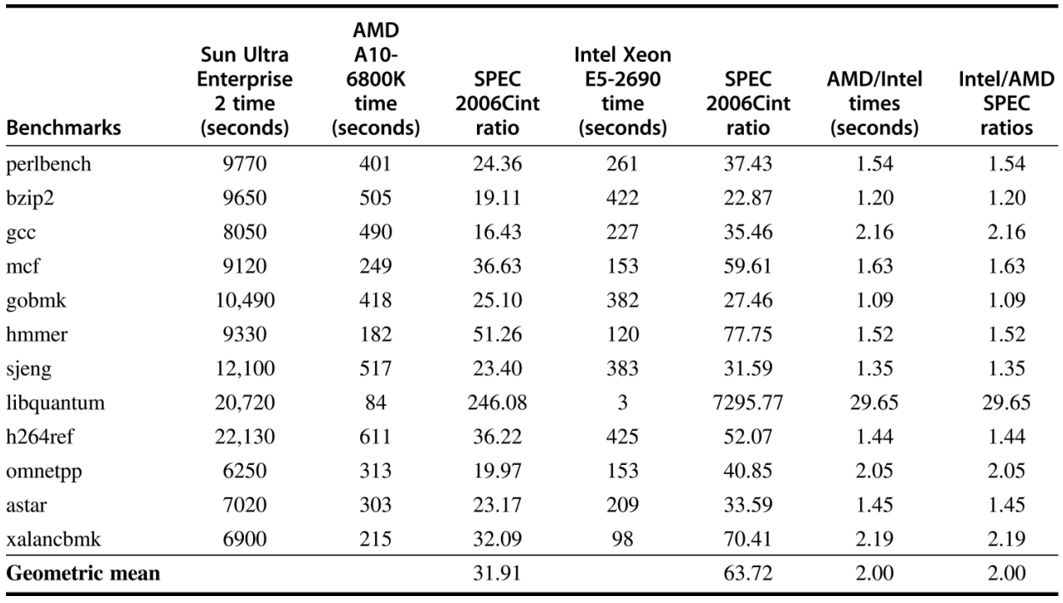 Benchmarks Sun Ultra Enterprise 2 time (seconds) AMD A10-6800K time (seconds) SPEC 2006Cint ratio Intel Xeon E5-2690 time (seconds) SPEC 2006Cint ratio AMD/Intel times (seconds) Intel/AMD SPEC ratios
perlbench 9770 401 24.36 261 37.43 1.54 1.54
bzip2 9650 505 19.11 422 22.87 1.20 1.20
gcc 8050 490 16.43 227 35.46 2.16 2.16
mcf 9120 249 36.63 153 59.61 1.63 1.63
gobmk 10,490 418 25.10 382 27.46 1.09 1.09
hmmer 9330 182 51.26 120 77.75 1.52 1.52
sjeng 12,100 517 23.40 383 31.59 1.35 1.35
libquantum 20,720 84 246.08 3 7295.77 29.65 29.65
h264ref 22,130 611 36.22 425 52.07 1.44 1.44
omnetpp 6250 313 19.97 153 40.85 2.05 2.05
astar 7020 303 23.17 209 33.59 1.45 1.45
xalancbmk 6900 215 32.09 98 70.41 2.19 2.19
Geometric mean 31.91 63.72 2.00 2.00